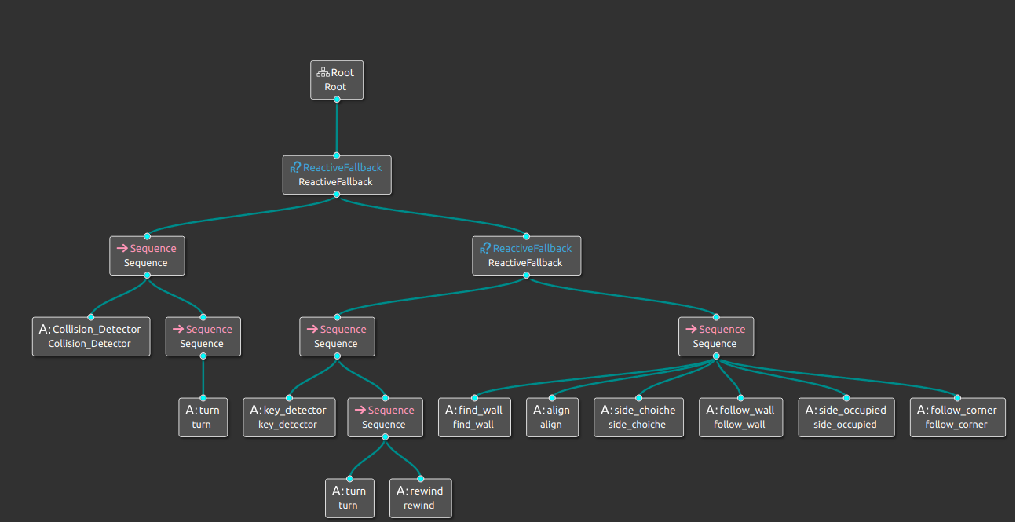 Root
Root
ReactiveFallback
ReactiveFallback
Sequence
Sequence
ReactiveFallback
ReactiveFallback
A: Collision_Detector
Collision_Detector
Sequence
Sequence
Sequence
Sequence
Sequence
Sequence
A: turn
turn
A: key_detector
key_detector
Sequence
Sequence
A: find_wall
find_wall
A: align
align
A: side_choiche
side_choiche
A: follow_wall
follow_wall
A: side_occupied
side_occupied
A: follow_corner
follow_corner
A: turn
turn
A: rewind
rewind